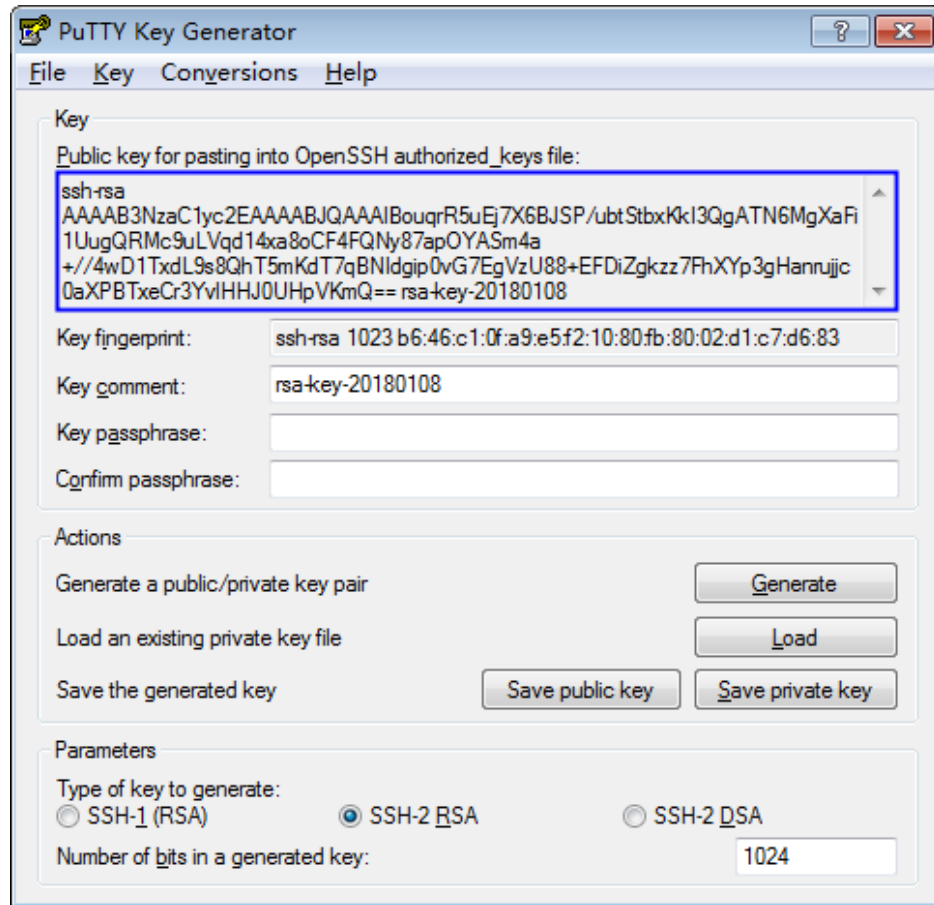 PuTTY Key Generator
File Key Conversions Help
Key
Public key for pasting into OpenSSH authorized_keys file:
ssh-rsa
AAAAB3NzaC1yc2EAAAABJQAAAIBouqrR5uEj7X6BJSP/ubtStbxKkI3QgATN6MgXaFi
1UugQRMc9uLVqd14xa8oCF4FQNy87apOYASm4a
+//4wD1TxdL9s8QhT5mKdT7qBNIdgip0vG7EgVzU88+EFDiZgkzz7FhXYp3gHanrujjc
0aXPBTxeCr3YvIHHJ0UHpVKmQ== rsa-key-20180108
Key fingerprint: ssh-rsa 1023 b6:46:c1:0f:a9:e5:f2:10:80:fb:80:02:d1:c7:d6:83
Key comment: rsa-key-20180108
Key passphrase:
Confirm passphrase:
Actions
Generate a public/private key pair Generate
Load an existing private key file Load
Save the generated key Save public key Save private key
Parameters
Type of key to generate:
SSH-1 (RSA) SSH-2 RSA SSH-2 DSA
Number of bits in a generated key: 1024